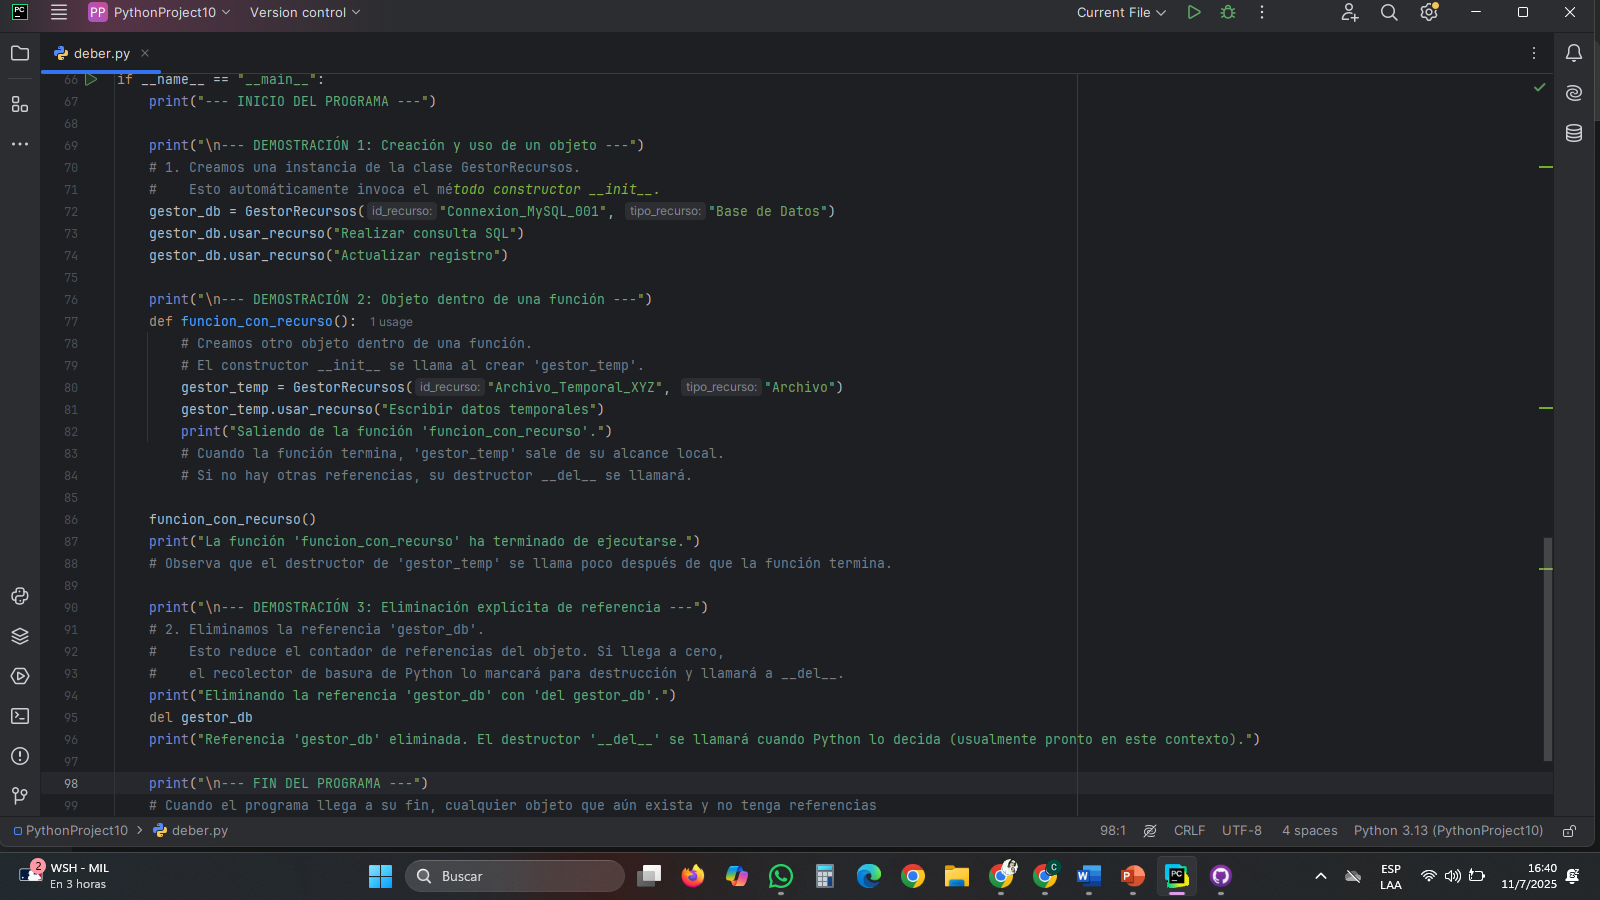 PC
PP PythonProject10 Version control Current File
deber.py
66 if __name__ == "__main__":
67 print("--- INICIO DEL PROGRAMA ---")
68
69 print("\n--- DEMOSTRACIÓN 1: Creación y uso de un objeto ---")
70 # 1. Creamos una instancia de la clase GestorRecursos.
71 #    Esto automáticamente invoca el método constructor __init__.
72 gestor_db = GestorRecursos( id_recurso: "Connexion_MySQL_001", tipo_recurso: "Base de Datos")
73 gestor_db.usar_recurso("Realizar consulta SQL")
74 gestor_db.usar_recurso("Actualizar registro")
75
76 print("\n--- DEMOSTRACIÓN 2: Objeto dentro de una función ---")
77 def funcion_con_recurso(): 1 usage
78 # Creamos otro objeto dentro de una función.
79 # El constructor __init__ se llama al crear 'gestor_temp'.
80 gestor_temp = GestorRecursos( id_recurso: "Archivo_Temporal_XYZ", tipo_recurso: "Archivo")
81 gestor_temp.usar_recurso("Escribir datos temporales")
82 print("Saliendo de la función 'funcion_con_recurso'.")
83 # Cuando la función termina, 'gestor_temp' sale de su alcance local.
84 # Si no hay otras referencias, su destructor __del__ se llamará.
85
86 funcion_con_recurso()
87 print("La función 'funcion_con_recurso' ha terminado de ejecutarse.")
88 # Observa que el destructor de 'gestor_temp' se llama poco después de que la función termina.
89
90 print("\n--- DEMOSTRACIÓN 3: Eliminación explícita de referencia ---")
91 # 2. Eliminamos la referencia 'gestor_db'.
92 #    Esto reduce el contador de referencias del objeto. Si llega a cero,
93 #    el recolector de basura de Python lo marcará para destrucción y llamará a __del__.
94 print("Eliminando la referencia 'gestor_db' con 'del gestor_db'.")
95 del gestor_db
96 print("Referencia 'gestor_db' eliminada. El destructor '__del__' se llamará cuando Python lo decida (usualmente pronto en este contexto).")
97
98 print("\n--- FIN DEL PROGRAMA ---")
99 # Cuando el programa llega a su fin, cualquier objeto que aún exista y no tenga referencias
PythonProject10 > deber.py 98:1 CRLF UTF-8 4 spaces Python 3.13 (PythonProject10)
2 WSH - MIL
En 3 horas
Buscar
C
W
P
PC
ESP
LAA
16:40
11/7/2025